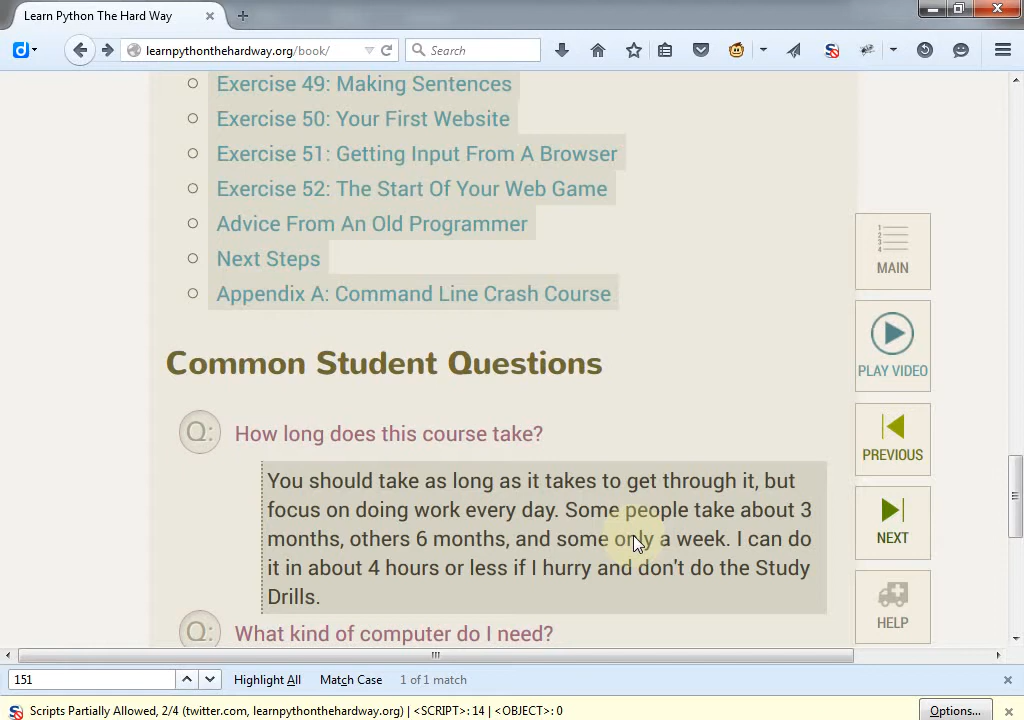 Learn Python The Hard Way
learnpythonthehardway.org/book/
Search
Exercise 49: Making Sentences
Exercise 50: Your First Website
Exercise 51: Getting Input From A Browser
Exercise 52: The Start Of Your Web Game
Advice From An Old Programmer
Next Steps
Appendix A: Command Line Crash Course
MAIN
PLAY VIDEO
PREVIOUS
NEXT
HELP
Common Student Questions
Q: How long does this course take?
You should take as long as it takes to get through it, but
focus on doing work every day. Some people take about 3
months, others 6 months, and some only a week. I can do
it in about 4 hours or less if I hurry and don't do the Study
Drills.
Q: What kind of computer do I need?
151
Highlight All
Match Case
1 of 1 match
Scripts Partially Allowed, 2/4 (twitter.com, learnpythonthehardway.org) | <SCRIPT>: 14 | <OBJECT>: 0
Options...